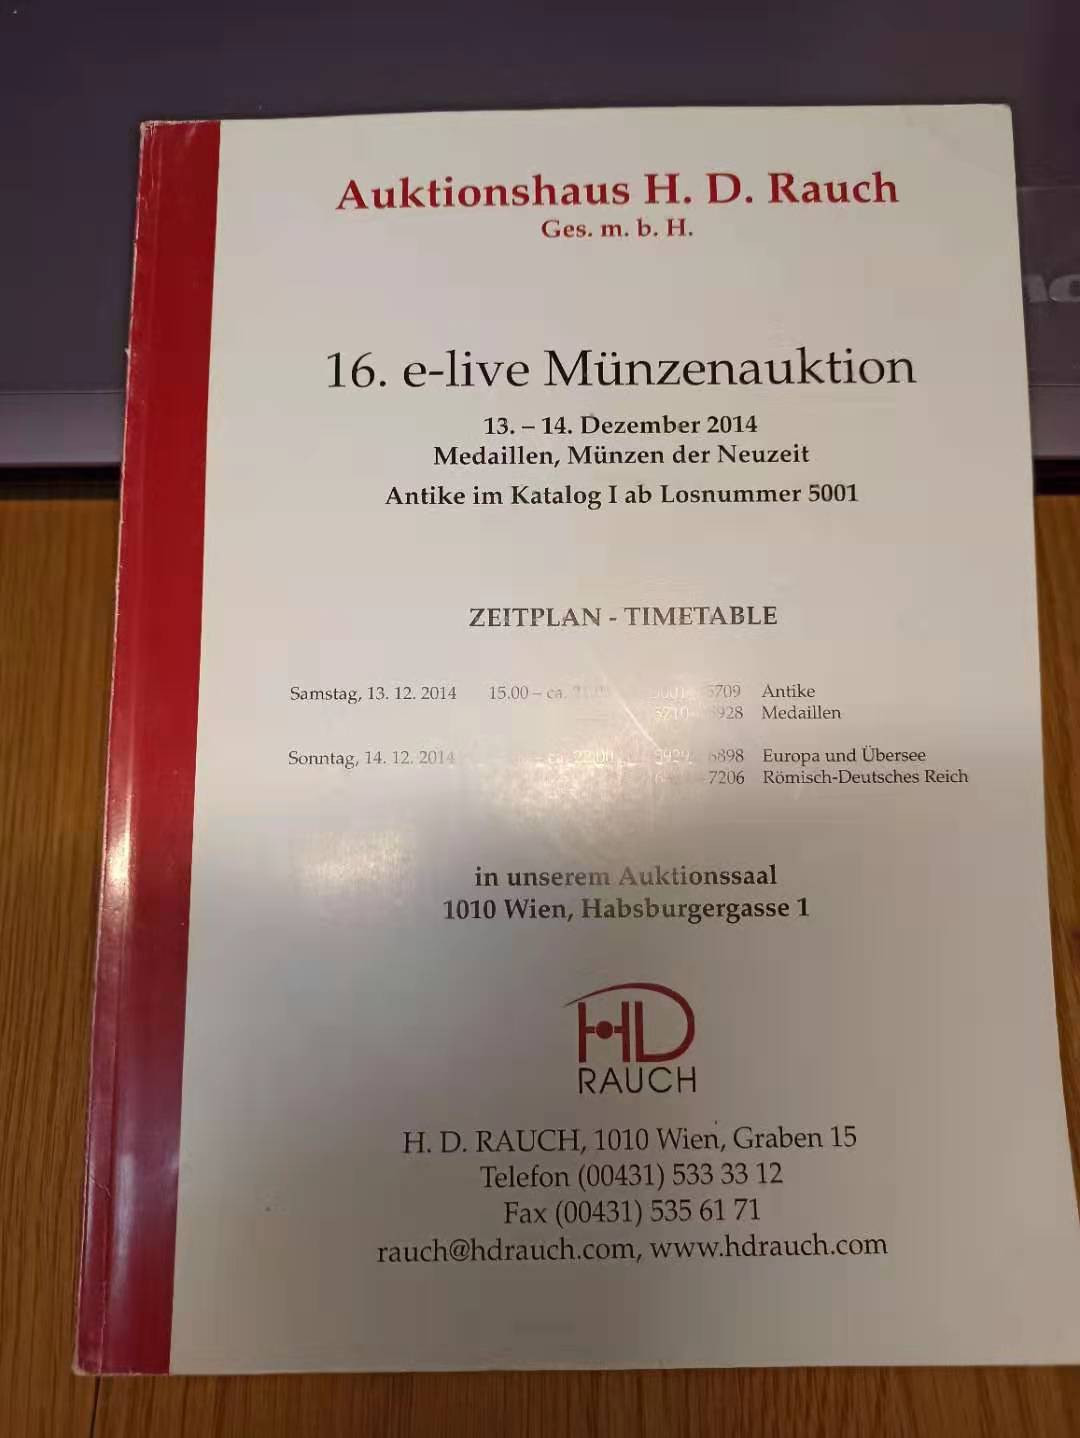 Auktionshaus H. D. Rauch
Ges. m. b. H.
16. e-live Münzenauktion
13. – 14. Dezember 2014
Medaillen, Münzen der Neuzeit
Antike im Katalog I ab Losnummer 5001
ZEITPLAN - TIMETABLE
Samstag, 13. 12. 2014 15.00 – ca. 5709 Antike
Medaillen
Sonntag, 14. 12. 2014 22.00 Europa und Übersee
7206 Römisch-Deutsches Reich
in unserem Auktionssaal
1010 Wien, Habsburgergasse 1
HD
RAUCH
H. D. RAUCH, 1010 Wien, Graben 15
Telefon (00431) 533 33 12
Fax (00431) 535 61 71
rauch@hdrauch.com, www.hdrauch.com